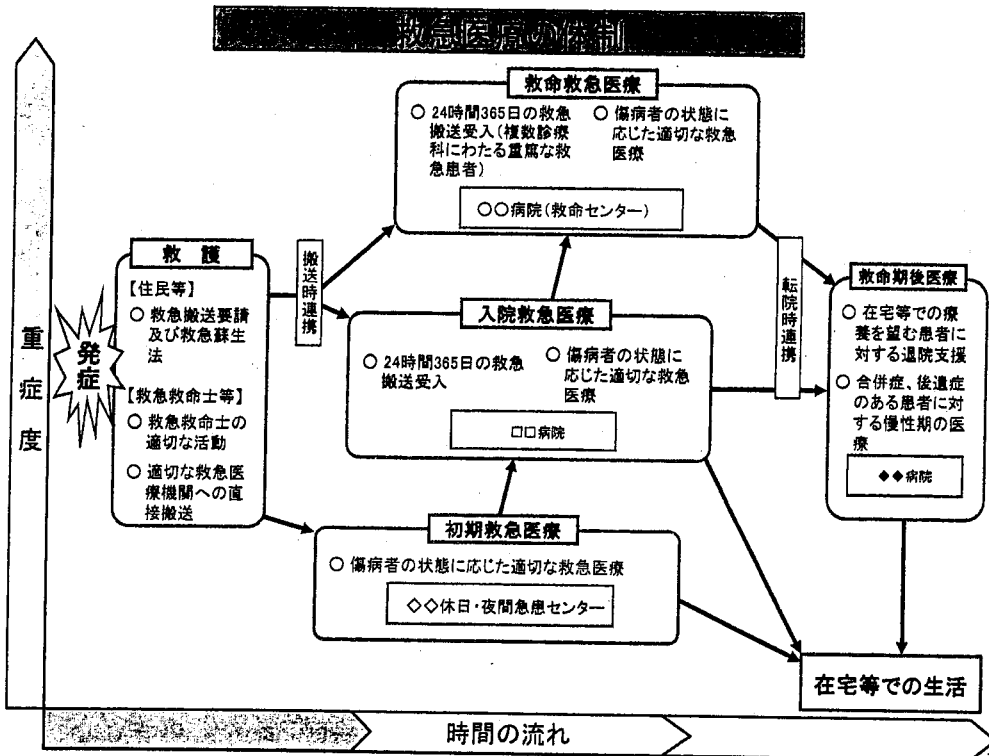 救急医療の体制
重症度
発症
救護
【住民等】
○ 救急搬送要請
及び救急蘇生
法
【救急救命士等】
○ 救急救命士の
適切な活動
○ 適切な救急医
療機関への直
接搬送
搬送時連携
救命救急医療
○ 24時間365日の救急
搬送受入(複数診療
科にわたる重篤な救
急患者)
○ 傷病者の状態に
応じた適切な救急
医療
○○病院(救命センター)
入院救急医療
○ 24時間365日の救急
搬送受入
○ 傷病者の状態に
応じた適切な救急
医療
□□病院
初期救急医療
○ 傷病者の状態に応じた適切な救急医療
◇◇休日・夜間急患センター
転院時連携
救命期後医療
○ 在宅等での療
養を望む患者に
対する退院支援
○ 合併症、後遺症
のある患者に対
する慢性期の医
療
◆◆病院
在宅等での生活
時間の流れ